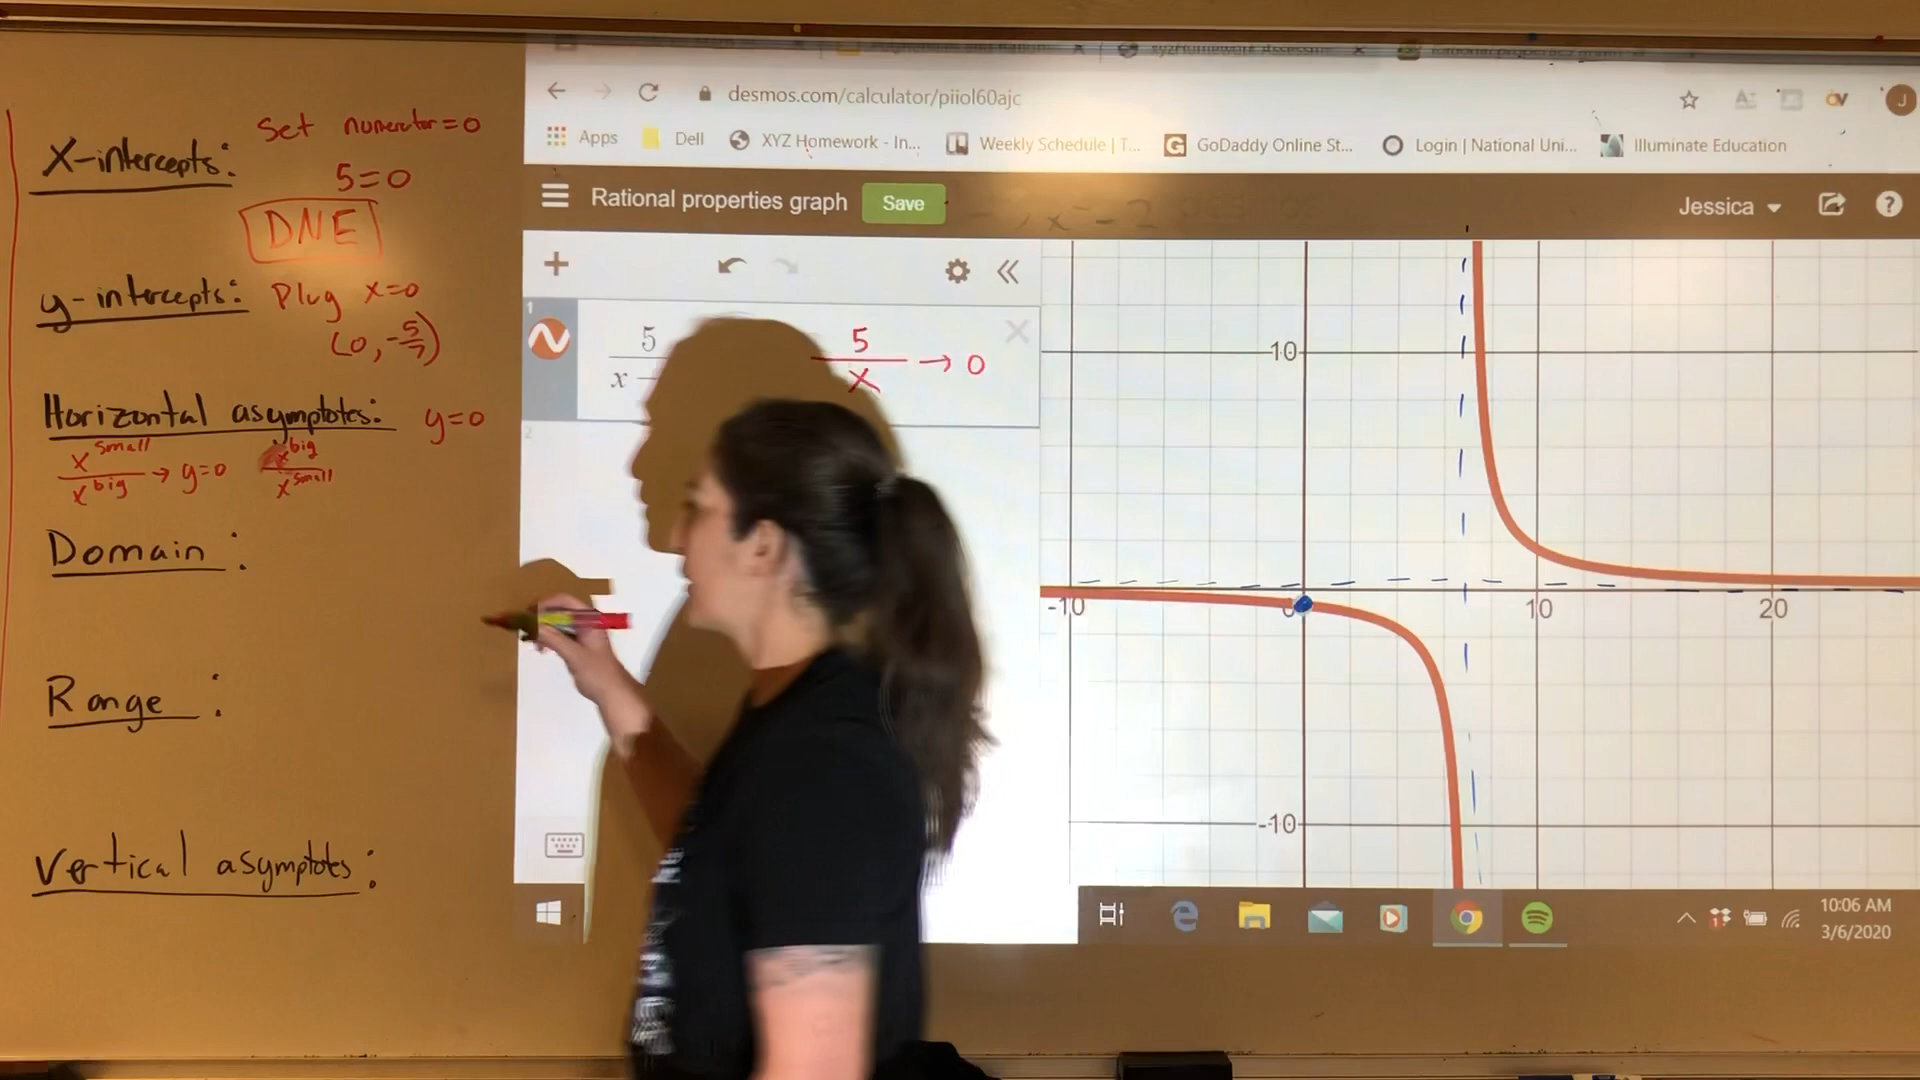 desmos.com/calculator/piiol60ajc
J
Apps Dell XYZ Homework - In... Weekly Schedule | T... GoDaddy Online St... Login | National Uni... Illuminate Education
Rational properties graph Save Jessica ?
X-intercepts: Set numerator=0
5=0
DNE
y-intercepts: Plug x=0
(0,-5/7)
Horizontal asymptotes: y=0
x^small/x^big → y=0 x^big/x^small
Domain:
Range:
Vertical asymptotes:
1
5
x −
5/x → 0
2
10
-10 0 10 20
-10
10:06 AM
3/6/2020